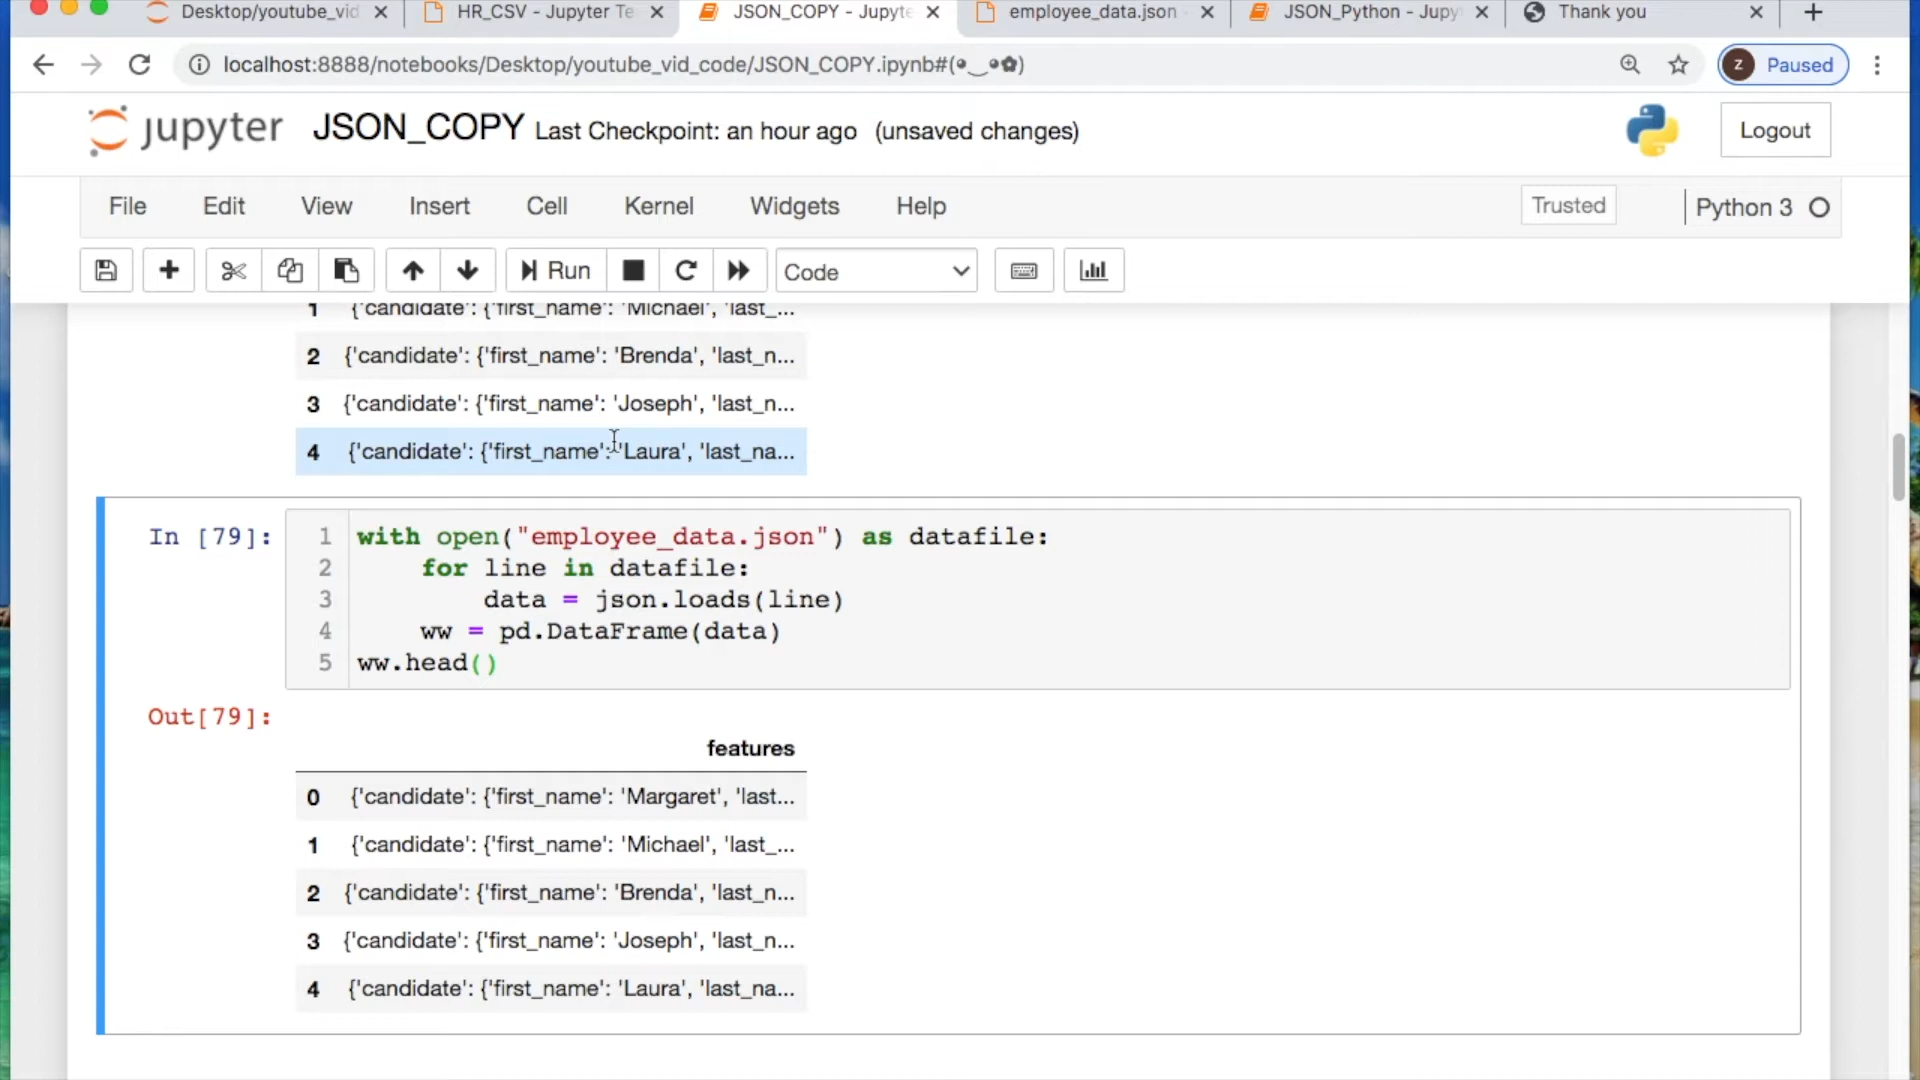 Desktop/youtube_vid
HR_CSV - Jupyter Te
JSON_COPY - Jupyte
employee_data.json
JSON_Python - Jupy
Thank you
localhost:8888/notebooks/Desktop/youtube_vid_code/JSON_COPY.ipynb#(•‿•✿)
z Paused
jupyter JSON_COPY Last Checkpoint: an hour ago (unsaved changes)
Logout
File Edit View Insert Cell Kernel Widgets Help
Trusted
Python 3
Run
Code
1 {'candidate': {'first_name': 'Michael', 'last_...
2 {'candidate': {'first_name': 'Brenda', 'last_n...
3 {'candidate': {'first_name': 'Joseph', 'last_n...
4 {'candidate': {'first_name': 'Laura', 'last_na...
In [79]:
1 with open("employee_data.json") as datafile:
2     for line in datafile:
3         data = json.loads(line)
4     ww = pd.DataFrame(data)
5 ww.head()
Out[79]:
features
0 {'candidate': {'first_name': 'Margaret', 'last...
1 {'candidate': {'first_name': 'Michael', 'last_...
2 {'candidate': {'first_name': 'Brenda', 'last_n...
3 {'candidate': {'first_name': 'Joseph', 'last_n...
4 {'candidate': {'first_name': 'Laura', 'last_na...